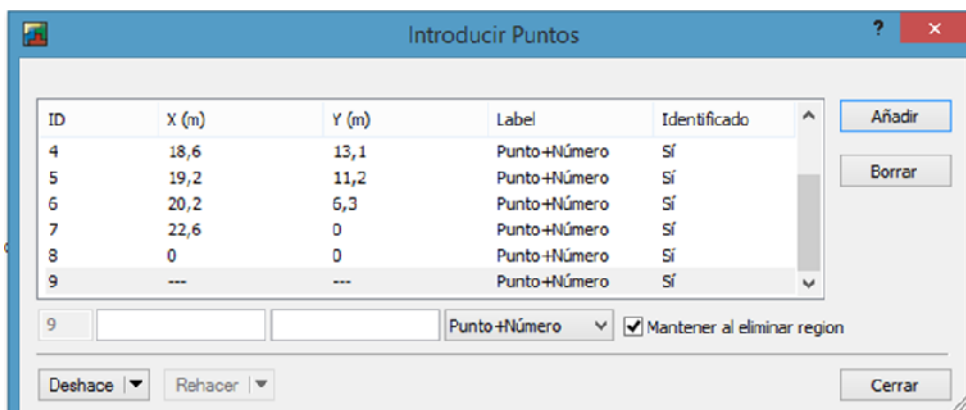 Introducir Puntos ? ×
ID X (m) Y (m) Label Identificado Añadir
4 18,6 13,1 Punto+Número Sí
5 19,2 11,2 Punto+Número Sí Borrar
6 20,2 6,3 Punto+Número Sí
7 22,6 0 Punto+Número Sí
8 0 0 Punto+Número Sí
9 --- --- Punto+Número Sí
9 Punto+Número Mantener al eliminar region
Deshace Rehacer Cerrar